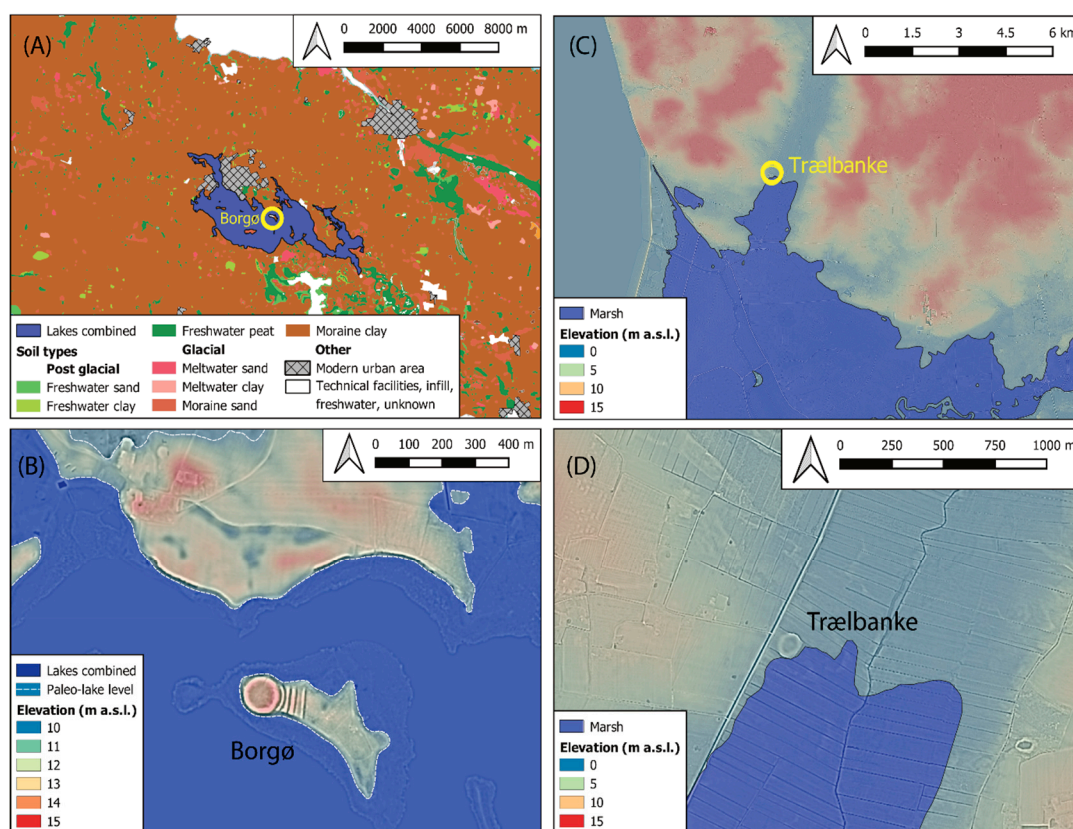 (A)
0 2000 4000 6000 8000 m
Borgø
Lakes combined
Soil types
Post glacial
Freshwater sand
Freshwater clay
Freshwater peat
Glacial
Meltwater sand
Meltwater clay
Moraine sand
Moraine clay
Other
Modern urban area
Technical facilities, infill,
freshwater, unknown
(C)
0 1.5 3 4.5 6 km
Trælbanke
Marsh
Elevation (m a.s.l.)
0
5
10
15
(B)
0 100 200 300 400 m
Borgø
Lakes combined
Paleo-lake level
Elevation (m a.s.l.)
10
11
12
13
14
15
(D)
0 250 500 750 1000 m
Trælbanke
Marsh
Elevation (m a.s.l.)
0
5
10
15